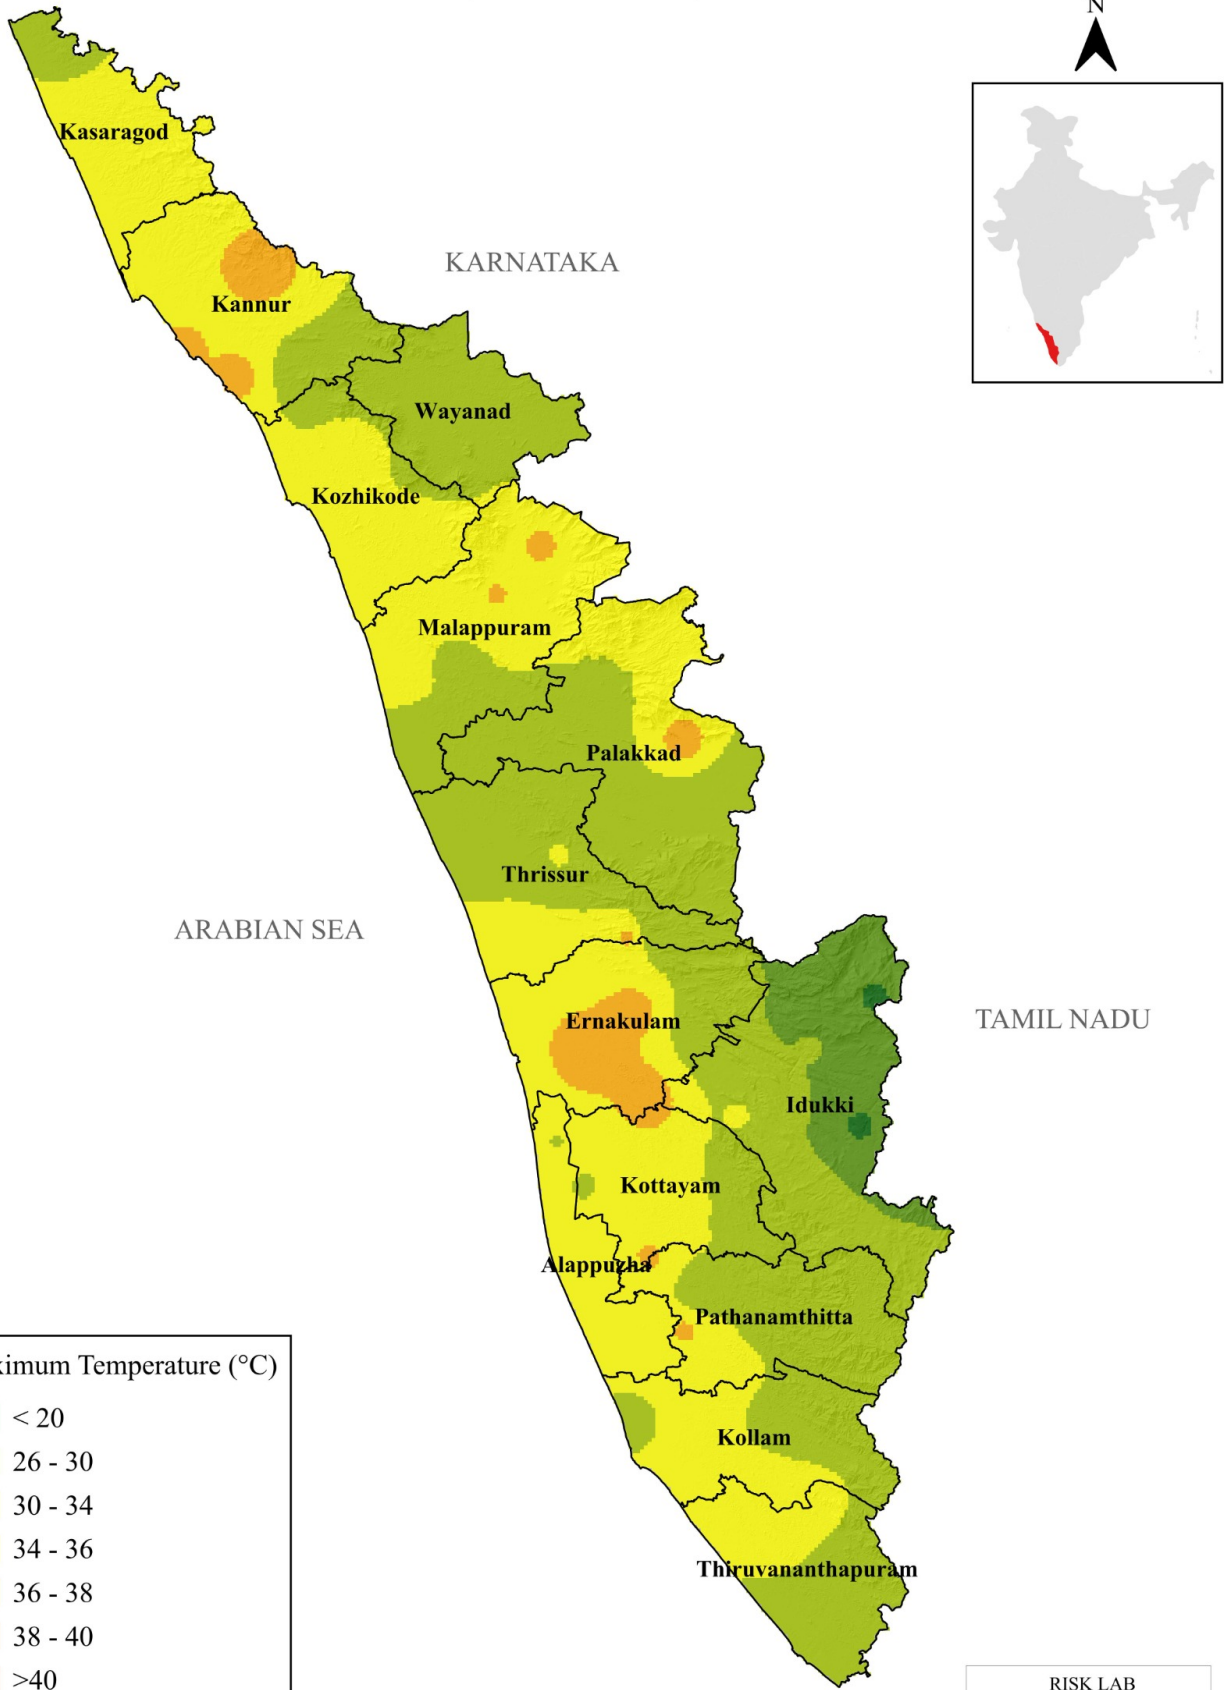 N
Kasaragod
KARNATAKA
Kannur
Wayanad
Kozhikode
Malappuram
Palakkad
Thrissur
ARABIAN SEA
TAMIL NADU
Ernakulam
Idukki
Kottayam
Alappuzha
Pathanamthitta
Kollam
Thiruvananthapuram
ximum Temperature (°C)
< 20
26 - 30
30 - 34
34 - 36
36 - 38
38 - 40
>40
RISK LAB